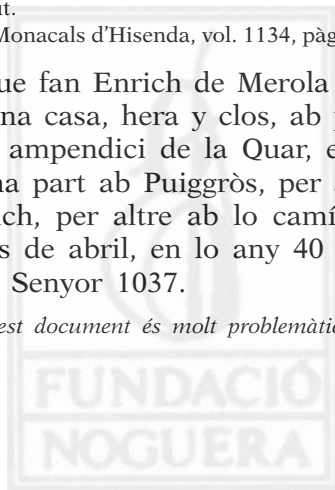 ut.
Monacals d'Hisenda, vol. 1134, pàg
ue fan Enrich de Merola
na casa, hera y clos, ab
ampendici de la Quar, e
na part ab Puiggròs, per
ich, per altre ab lo camí
s de abril, en lo any 40
Senyor 1037.
est document és molt problemàtic
FUNDACIÓ
NOGUERA